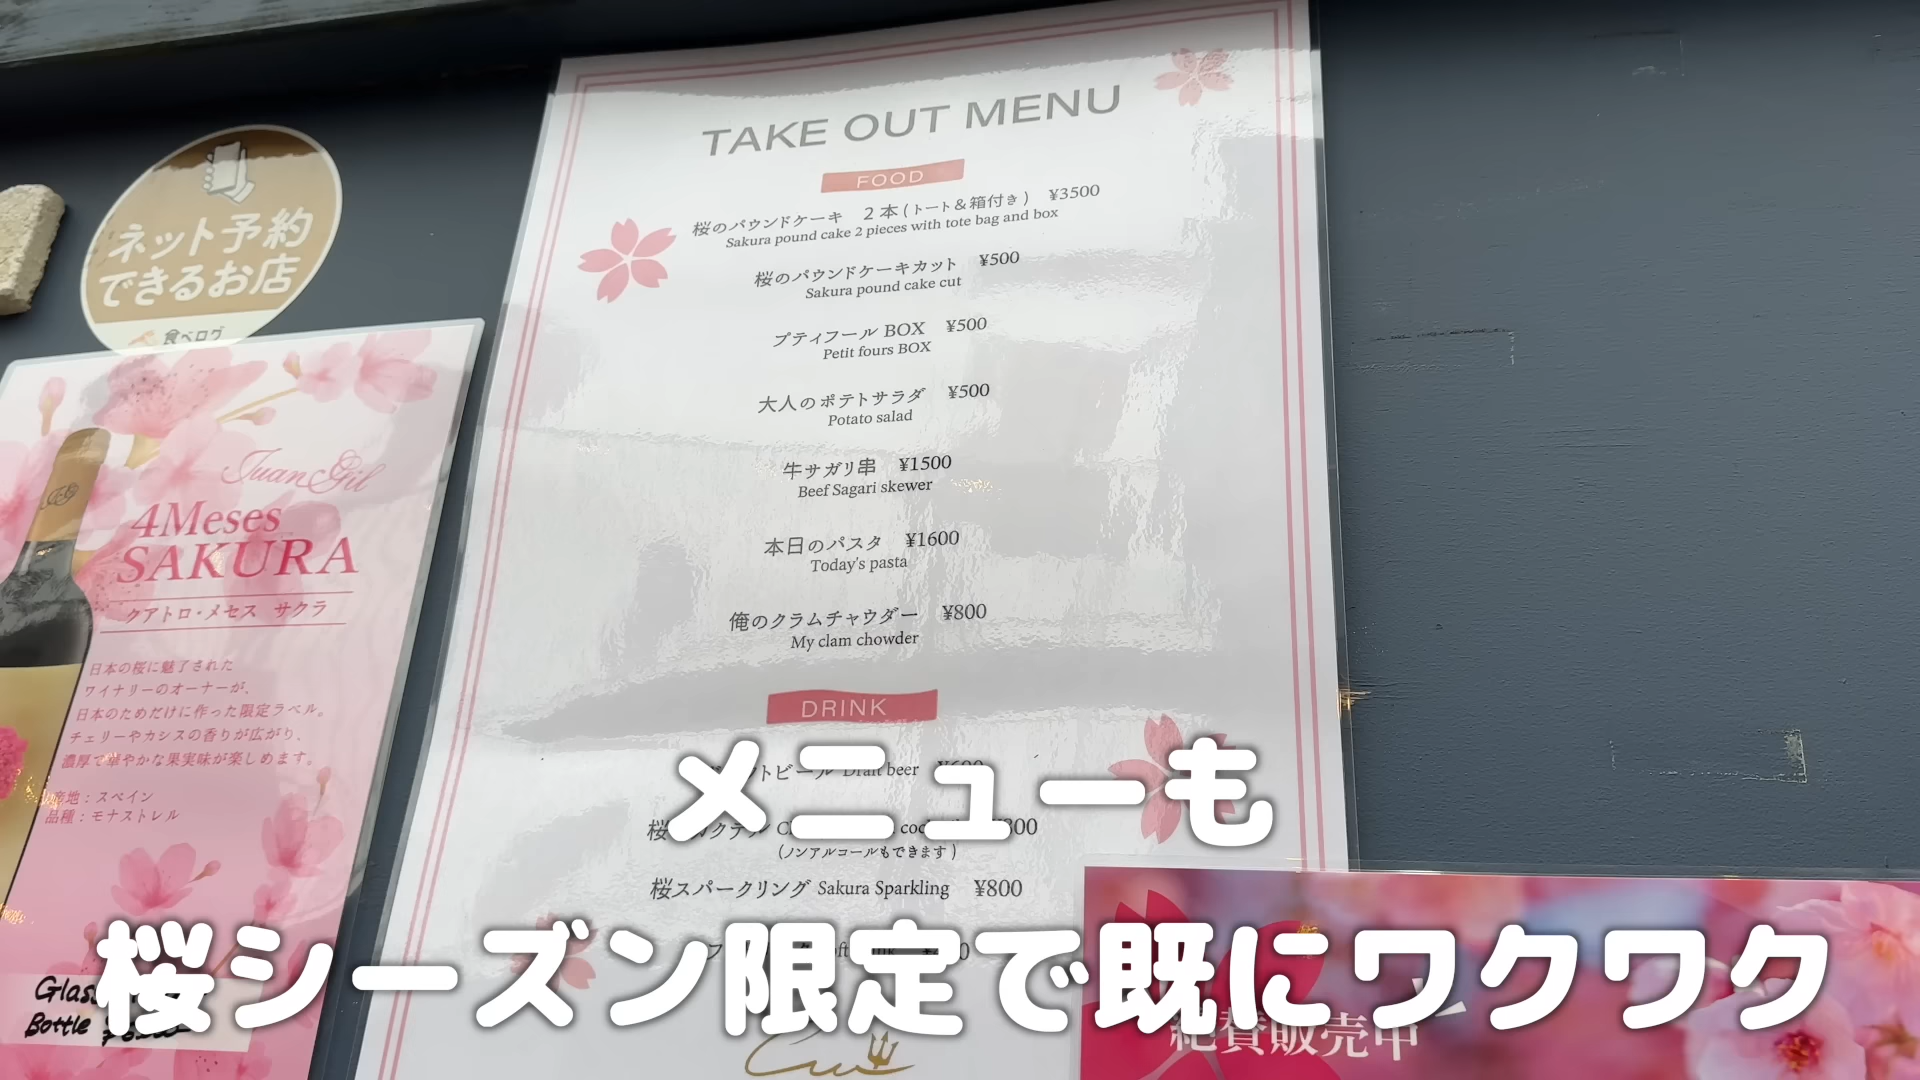 TAKE OUT MENU
FOOD
桜のパウンドケーキ 2本(トート&箱付き) ¥3500
Sakura pound cake 2 pieces with tote bag and box
桜のパウンドケーキカット ¥500
Sakura pound cake cut
プティフール BOX ¥500
Petit fours BOX
大人のポテトサラダ ¥500
Potato salad
牛サガリ串 ¥1500
Beef Sagari skewer
本日のパスタ ¥1600
Today's pasta
俺のクラムチャウダー ¥800
My clam chowder
DRINK
Draft beer
(ノンアルコールもできます)
桜スパークリング Sakura Sparkling ¥800
ネット予約
できるお店
食べログ
Juan Gil
4Meses
SAKURA
クアトロ・メセス サクラ
日本の桜に魅了された
ワイナリーのオーナーが、
日本のためだけに作った限定ラベル。
チェリーやカシスの香りが広がり、
濃厚で華やかな果実味が楽しめます。
産地:スペイン
品種:モナストレル
Bottle
絶賛販売中
メニューも
桜シーズン限定で既にワクワク